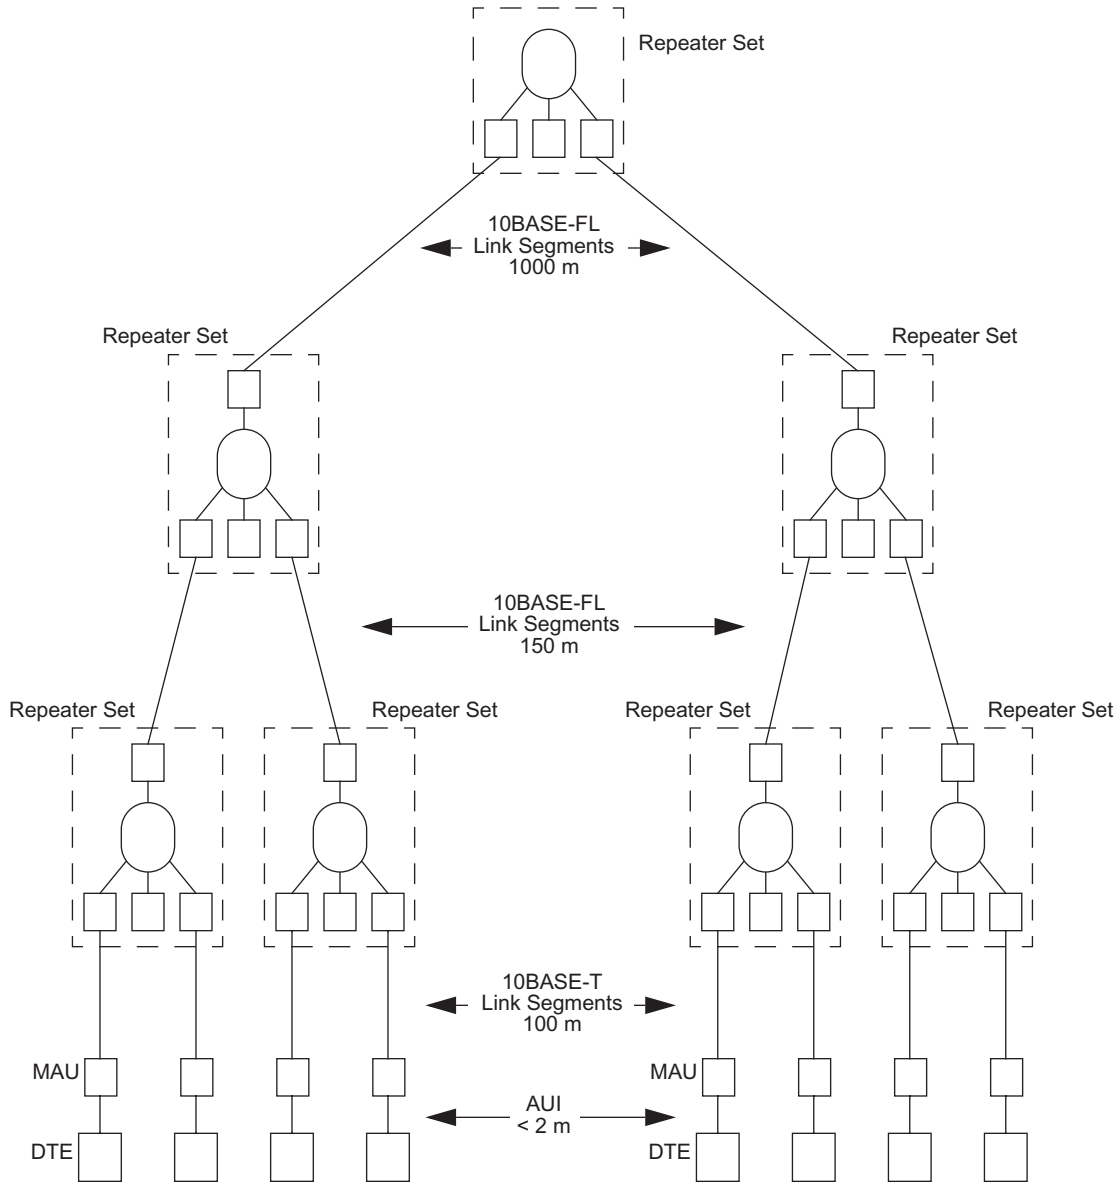 Repeater Set
10BASE-FL
Link Segments
1000 m
Repeater Set
Repeater Set
10BASE-FL
Link Segments
150 m
Repeater Set
Repeater Set
Repeater Set
Repeater Set
10BASE-T
Link Segments
100 m
MAU
MAU
AUI
< 2 m
DTE
DTE